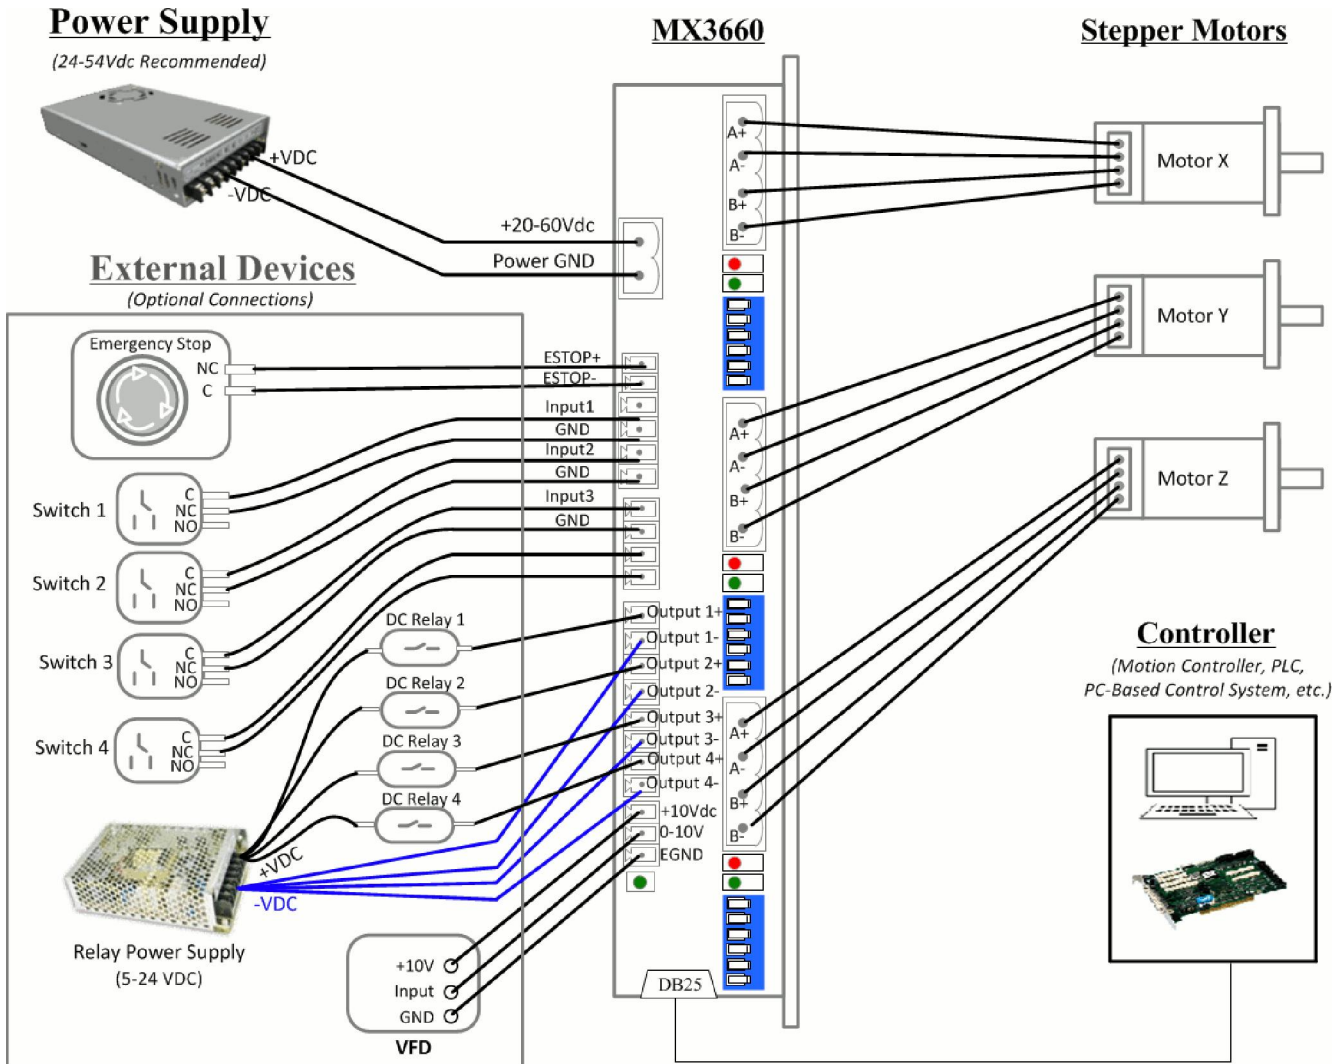 Power Supply
(24-54Vdc Recommended)
+VDC
-VDC
MX3660
Stepper Motors
A+
A-
B+
B-
Motor X
+20-60Vdc
Power GND
External Devices
(Optional Connections)
Emergency Stop
NC
C
ESTOP+
ESTOP-
Input1
GND
Input2
GND
Input3
GND
Motor Y
A+
A-
B+
B-
Motor Z
Switch 1
C
NC
NO
Switch 2
C
NC
NO
Switch 3
C
NC
NO
Switch 4
C
NC
NO
DC Relay 1
DC Relay 2
DC Relay 3
DC Relay 4
Output 1+
Output 1-
Output 2+
Output 2-
Output 3+
Output 3-
Output 4+
Output 4-
+10Vdc
0-10V
EGND
A+
A-
B+
B-
Controller
(Motion Controller, PLC,
PC-Based Control System, etc.)
+VDC
-VDC
Relay Power Supply
(5-24 VDC)
+10V
Input
GND
VFD
DB25